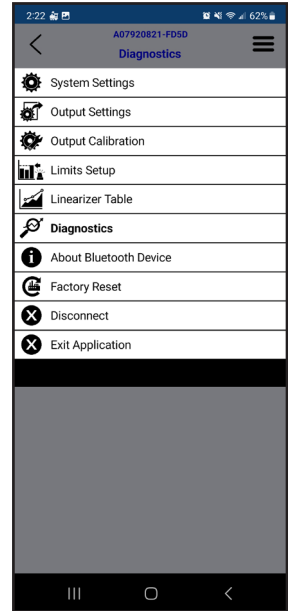 2:22 62%
A07920821-FD5D
Diagnostics
System Settings
Output Settings
Output Calibration
Limits Setup
Linearizer Table
Diagnostics
About Bluetooth Device
Factory Reset
Disconnect
Exit Application